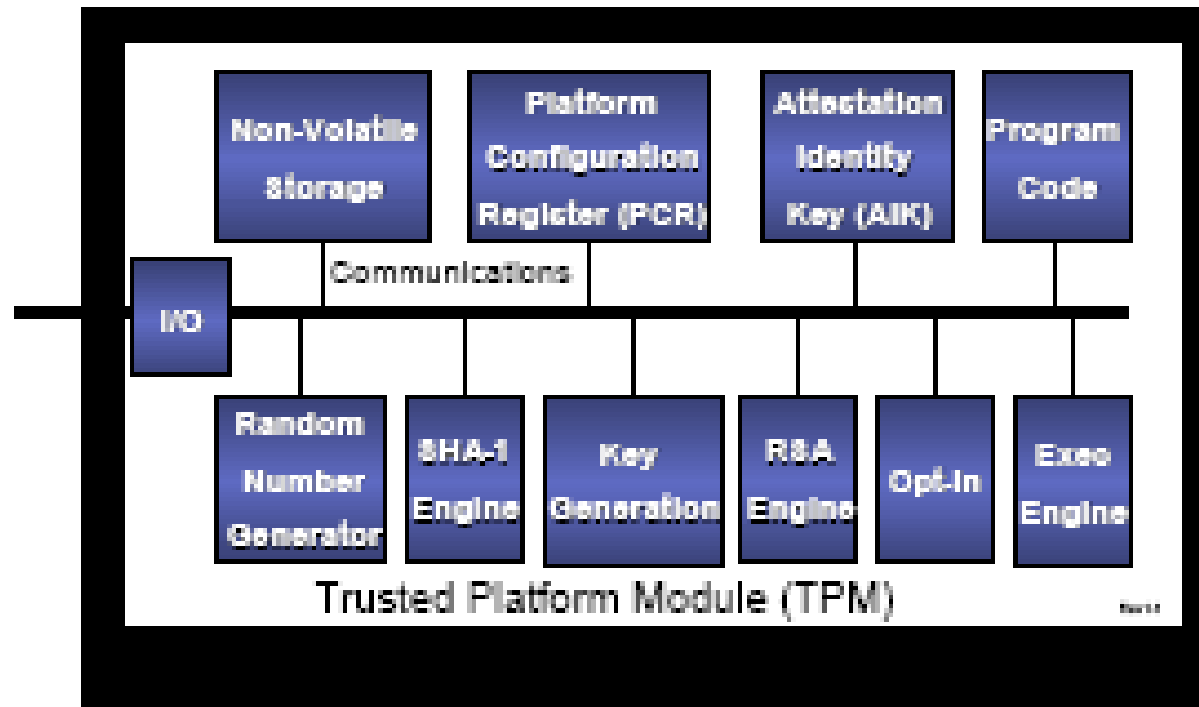 Non-Volatile
Storage
Platform
Configuration
Register (PCR)
Attestation
Identity
Key (AIK)
Program
Code
Communications
I/O
Random
Number
Generator
SHA-1
Engine
Key
Generation
RSA
Engine
Opt-In
Exec
Engine
Trusted Platform Module (TPM)